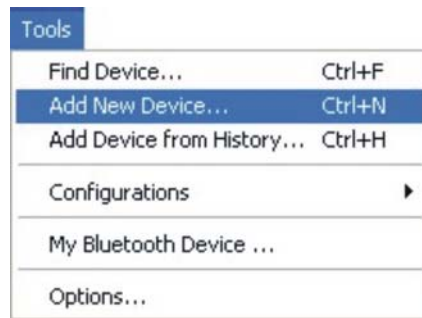 Tools
Find Device... Ctrl+F
Add New Device... Ctrl+N
Add Device from History... Ctrl+H
Configurations
My Bluetooth Device ...
Options...